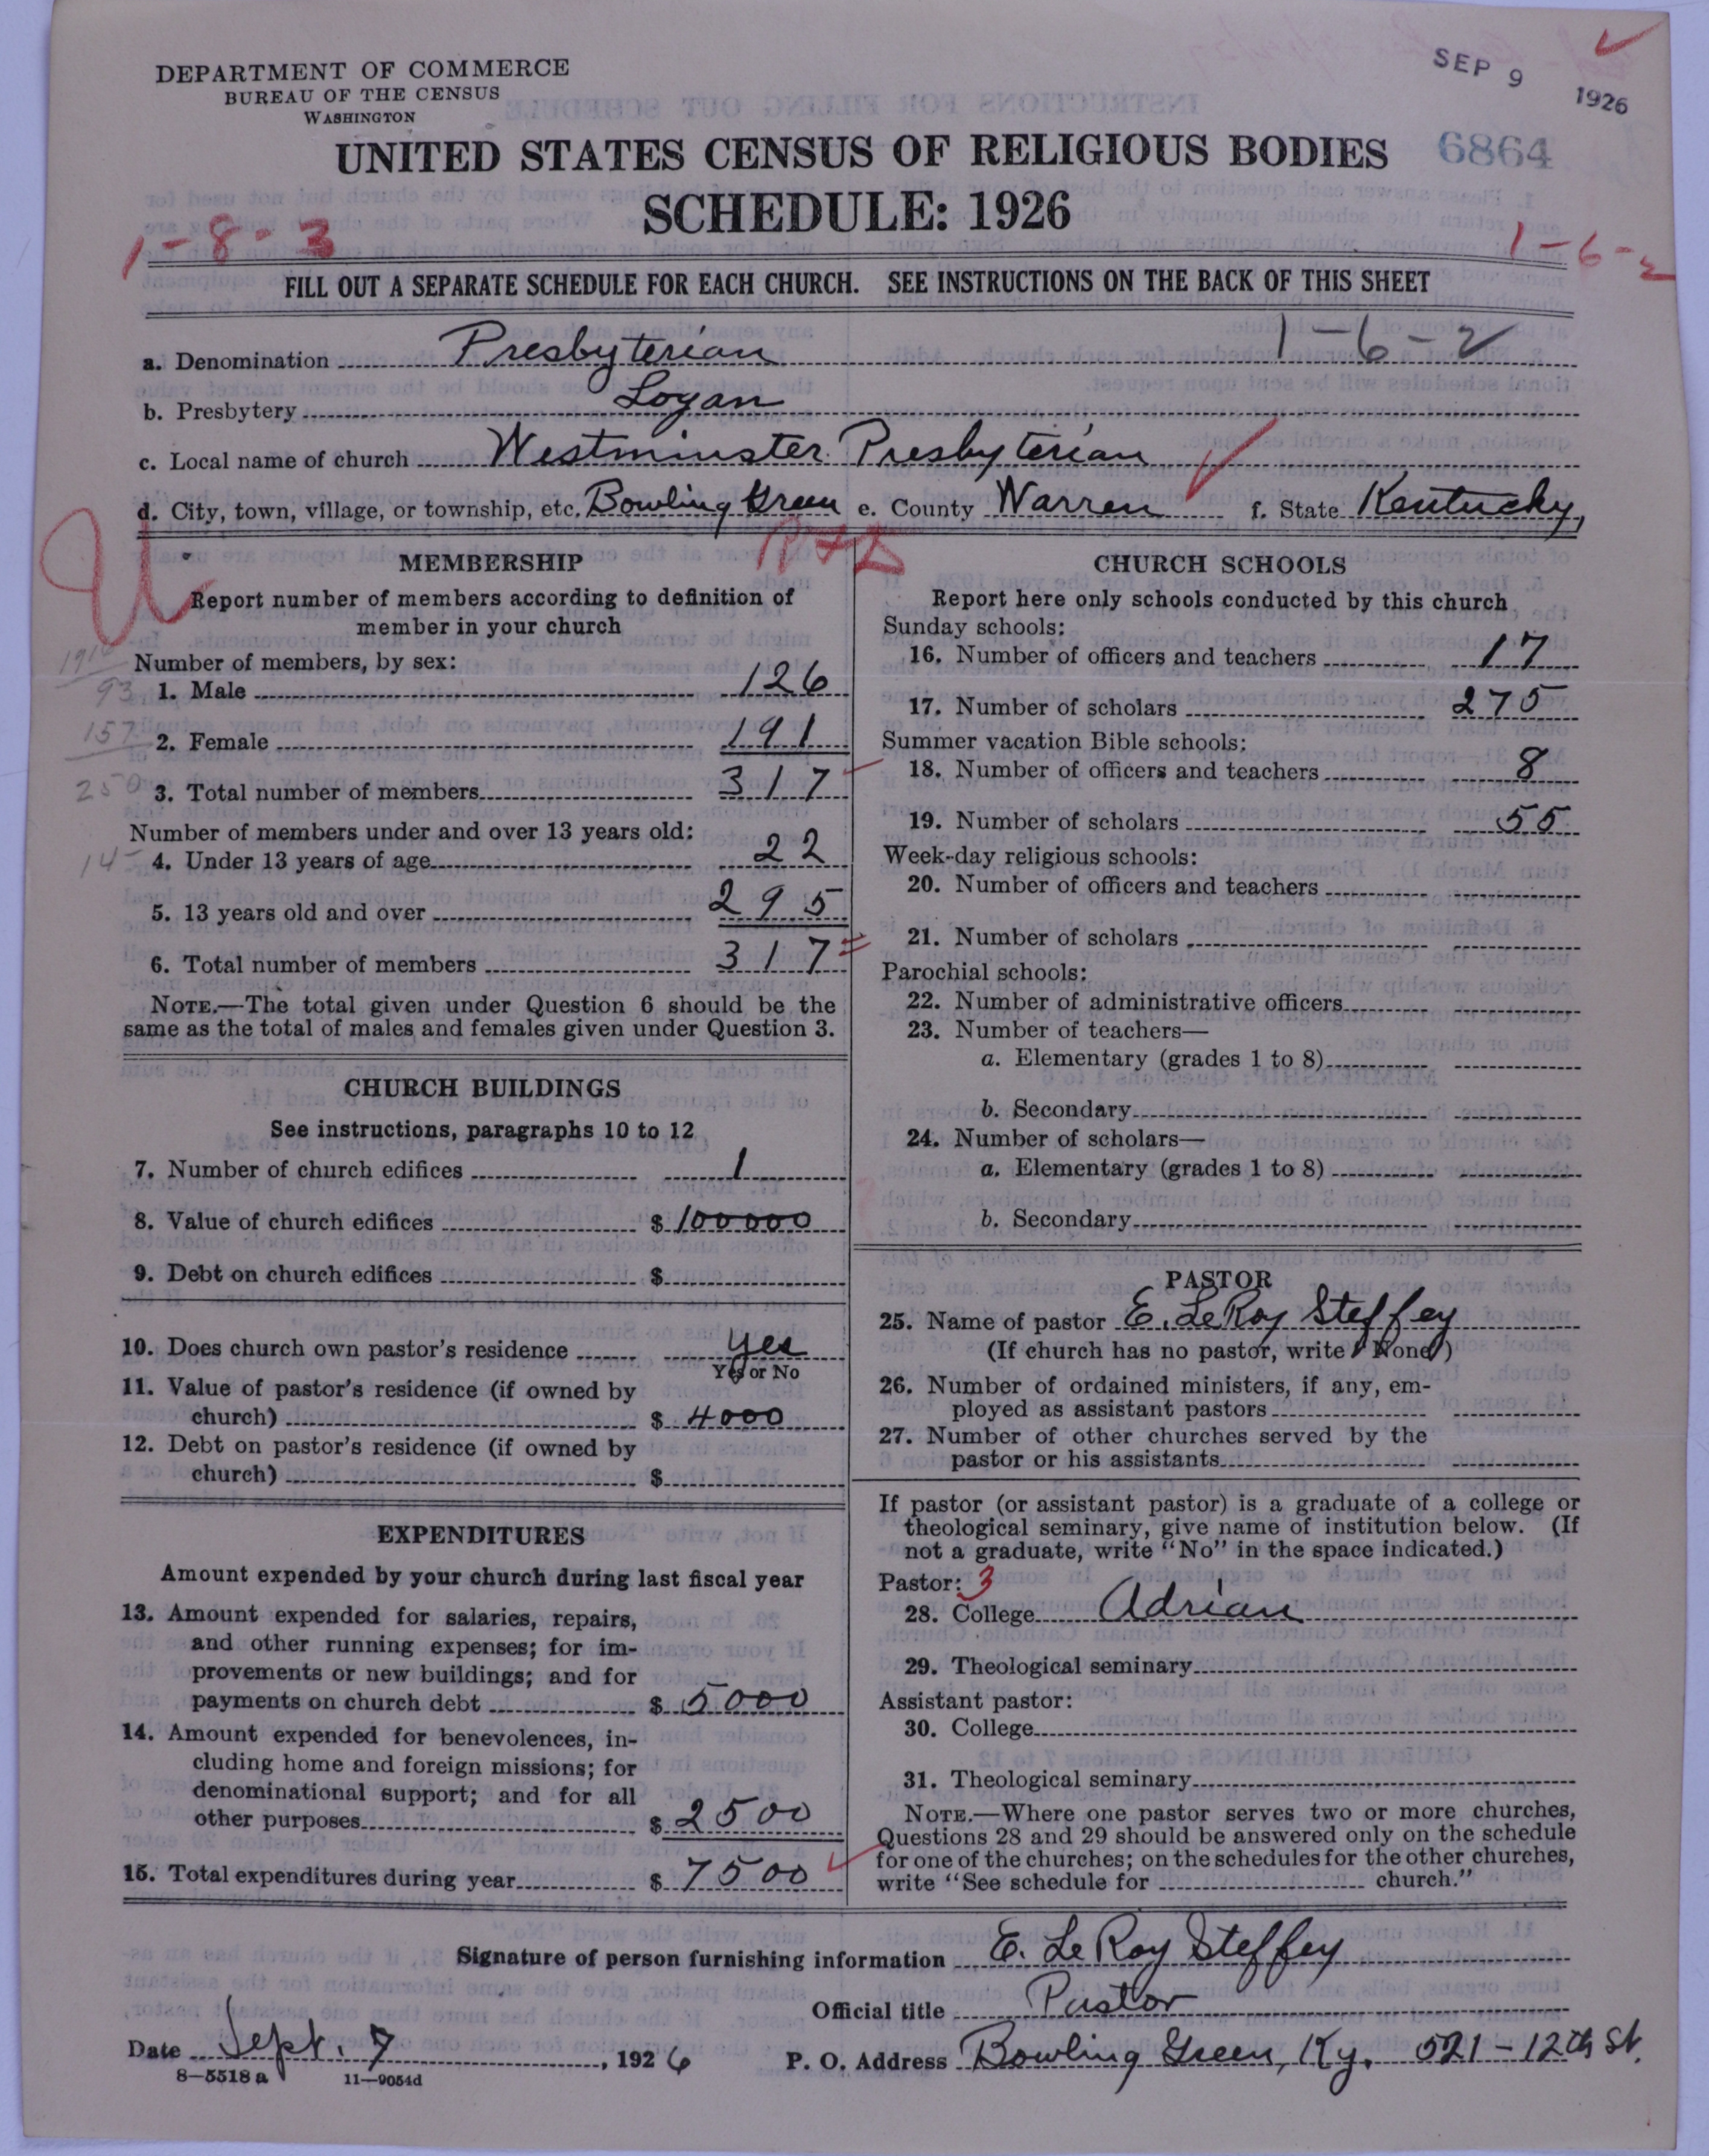 SEP 9 1926
DEPARTMENT OF COMMERCE
BUREAU OF THE CENSUS
WASHINGTON
UNITED STATES CENSUS OF RELIGIOUS BODIES
6864
SCHEDULE: 1926
1-8-3
1-6-2
FILL OUT A SEPARATE SCHEDULE FOR EACH CHURCH. SEE INSTRUCTIONS ON THE BACK OF THIS SHEET
a. Denomination Presbyterian 1-6-2
b. Presbytery Logan
c. Local name of church Westminster Presbyterian
d. City, town, village, or township, etc. Bowling Green e. County Warren f. State Kentucky,
U
MEMBERSHIP
Report number of members according to definition of
member in your church
Number of members, by sex:
1. Male 126
93
2. Female 191
157
3. Total number of members 317
250
Number of members under and over 13 years old:
4. Under 13 years of age 22
14
5. 13 years old and over 295
6. Total number of members 317
NOTE.—The total given under Question 6 should be the
same as the total of males and females given under Question 3.
CHURCH BUILDINGS
See instructions, paragraphs 10 to 12
7. Number of church edifices 1
8. Value of church edifices $ 100000
9. Debt on church edifices $
10. Does church own pastor's residence yes
Yes or No
11. Value of pastor's residence (if owned by
church) $ 4000
12. Debt on pastor's residence (if owned by
church) $
EXPENDITURES
Amount expended by your church during last fiscal year
13. Amount expended for salaries, repairs,
and other running expenses; for im-
provements or new buildings; and for
payments on church debt $ 5000
14. Amount expended for benevolences, in-
cluding home and foreign missions; for
denominational support; and for all
other purposes $ 2500
15. Total expenditures during year $ 7500
CHURCH SCHOOLS
Report here only schools conducted by this church
Sunday schools:
16. Number of officers and teachers 17
17. Number of scholars 275
Summer vacation Bible schools:
18. Number of officers and teachers 8
19. Number of scholars 55
Week-day religious schools:
20. Number of officers and teachers
21. Number of scholars
Parochial schools:
22. Number of administrative officers
23. Number of teachers—
a. Elementary (grades 1 to 8)
b. Secondary
24. Number of scholars—
a. Elementary (grades 1 to 8)
b. Secondary
PASTOR
25. Name of pastor E. LeRoy Steffey
(If church has no pastor, write "None")
26. Number of ordained ministers, if any, em-
ployed as assistant pastors
27. Number of other churches served by the
pastor or his assistants
If pastor (or assistant pastor) is a graduate of a college or
theological seminary, give name of institution below. (If
not a graduate, write "No" in the space indicated.)
Pastor: 3
28. College Adrian
29. Theological seminary
Assistant pastor:
30. College
31. Theological seminary
NOTE.—Where one pastor serves two or more churches,
Questions 28 and 29 should be answered only on the schedule
for one of the churches; on the schedules for the other churches,
write "See schedule for church."
Signature of person furnishing information E. LeRoy Steffey
Official title Pastor
Date Sept. 7, 1926 P. O. Address Bowling Green, Ky. 521-12th St.
8-5518 a 11-9054d